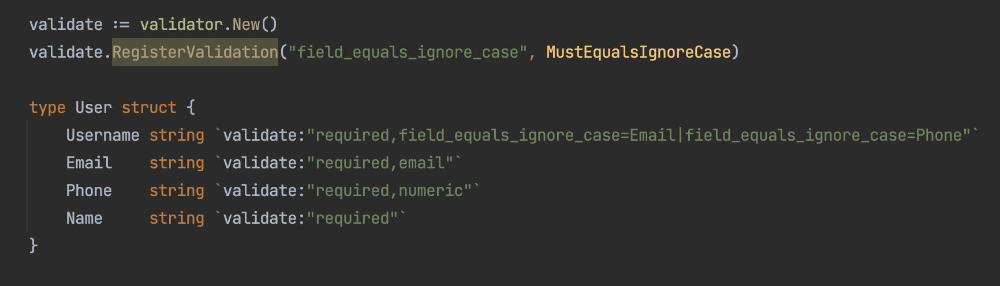 validate := validator.New()
validate.RegisterValidation("field_equals_ignore_case", MustEqualsIgnoreCase)
type User struct {
Username string `validate:"required,field_equals_ignore_case=Email|field_equals_ignore_case=Phone"`
Email    string `validate:"required,email"`
Phone    string `validate:"required,numeric"`
Name     string `validate:"required"`
}